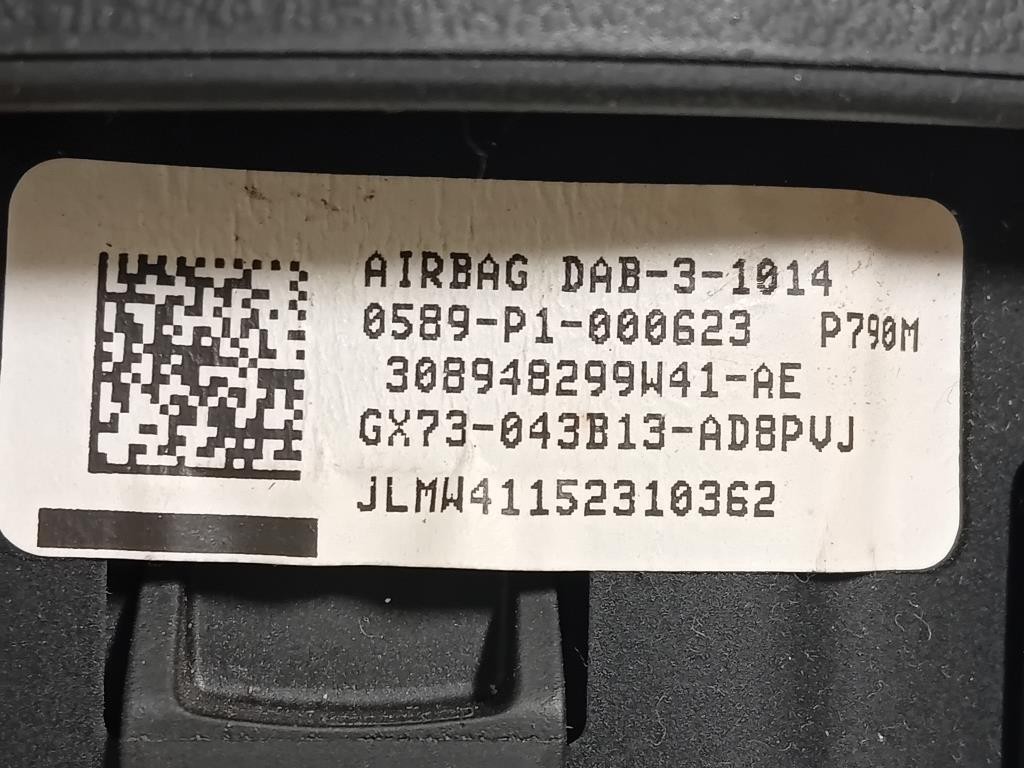 AIRBAG DAB-3-1014
0589-P1-000623 P790M
308948299W41-AE
GX73-043B13-AD8PVJ
JLMW41152310362